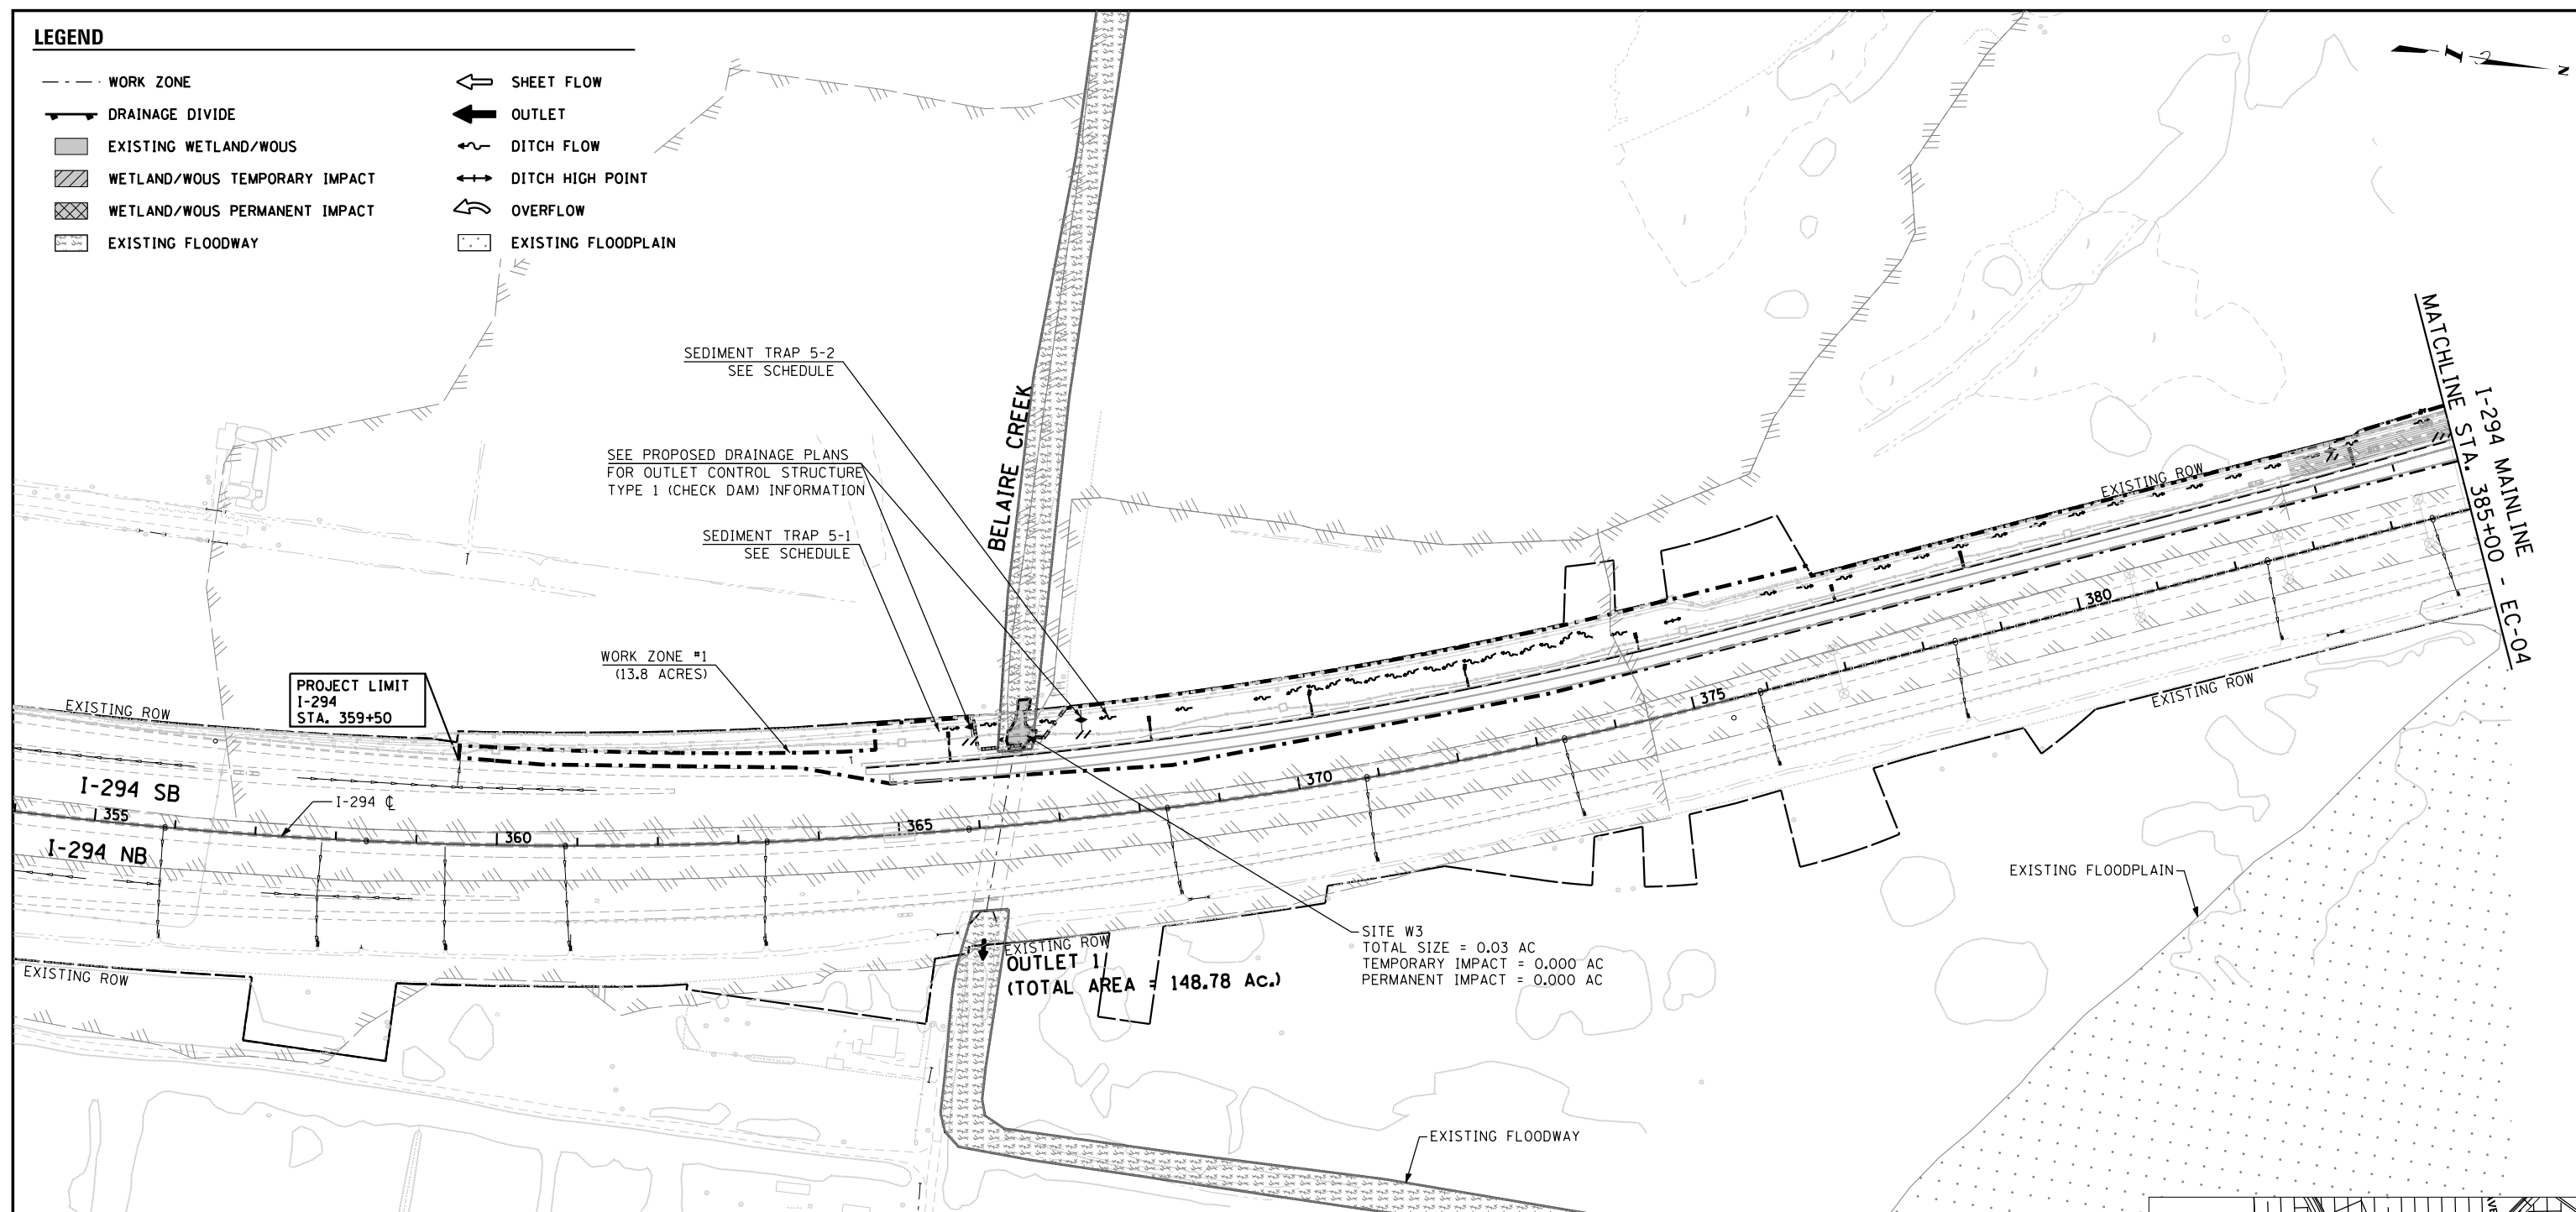 LEGEND
WORK ZONE
DRAINAGE DIVIDE
EXISTING WETLAND/WOUS
WETLAND/WOUS TEMPORARY IMPACT
WETLAND/WOUS PERMANENT IMPACT
EXISTING FLOODWAY
SHEET FLOW
OUTLET
DITCH FLOW
DITCH HIGH POINT
OVERFLOW
EXISTING FLOODPLAIN
SEDIMENT TRAP 5-2
SEE SCHEDULE
SEE PROPOSED DRAINAGE PLANS
FOR OUTLET CONTROL STRUCTURE
TYPE 1 (CHECK DAM) INFORMATION
SEDIMENT TRAP 5-1
SEE SCHEDULE
BELAIRE CREEK
WORK ZONE #1
(13.8 ACRES)
PROJECT LIMIT
I-294
STA. 359+50
EXISTING ROW
I-294 SB
I-294 ℄
I-294 NB
355
360
365
370
375
380
EXISTING ROW
I-294 MAINLINE
MATCHLINE STA. 385+00 - EC-04
EXISTING ROW
EXISTING ROW
EXISTING ROW
OUTLET 1
(TOTAL AREA = 148.78 Ac.)
SITE W3
TOTAL SIZE = 0.03 AC
TEMPORARY IMPACT = 0.000 AC
PERMANENT IMPACT = 0.000 AC
EXISTING FLOODPLAIN
EXISTING FLOODWAY